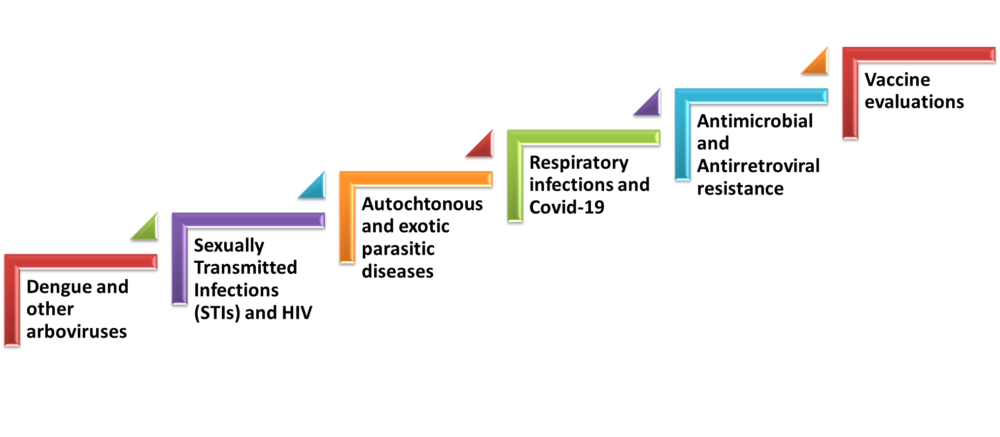 Dengue and
other
arboviruses
Sexually
Transmitted
Infections
(STIs) and HIV
Autochtonous
and exotic
parasitic
diseases
Respiratory
infections and
Covid-19
Antimicrobial
and
Antirretroviral
resistance
Vaccine
evaluations